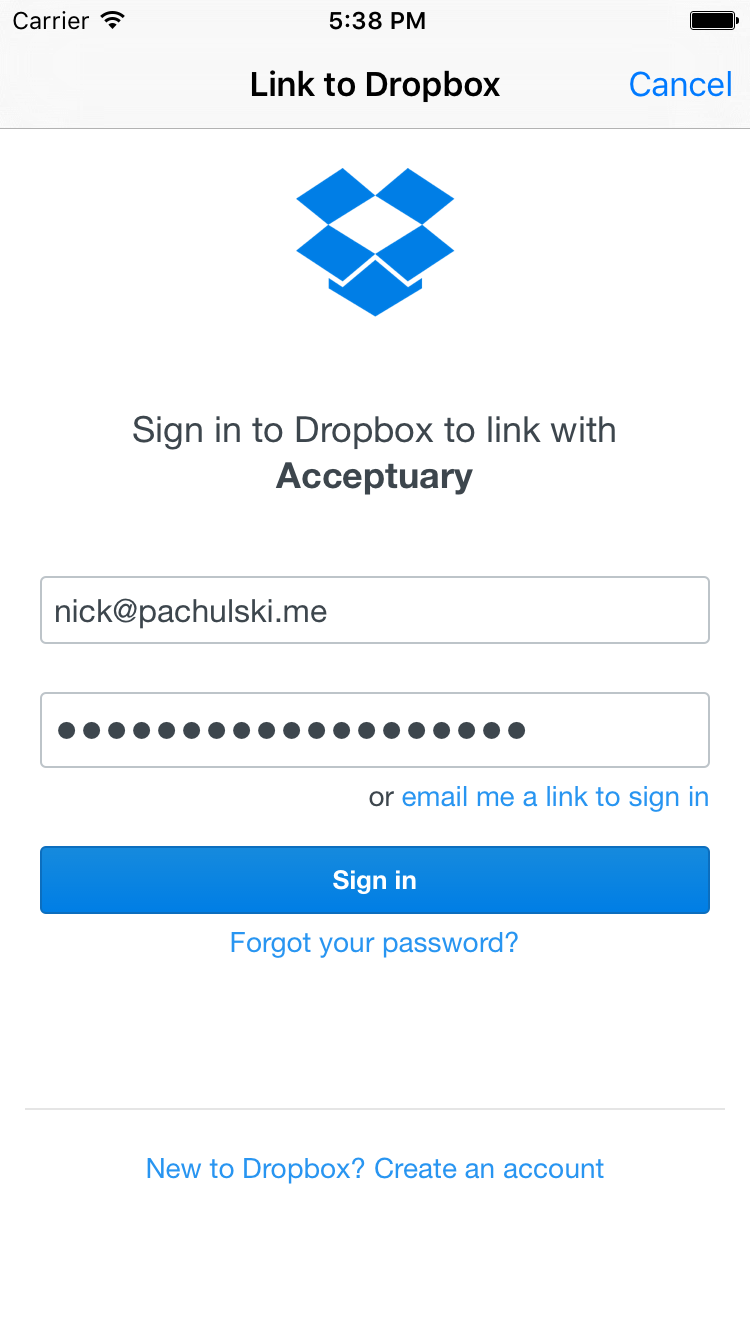 Carrier 5:38 PM
Link to Dropbox Cancel
Sign in to Dropbox to link with
Acceptuary
nick@pachulski.me
●●●●●●●●●●●●●●●●●●●
or email me a link to sign in
Sign in
Forgot your password?
New to Dropbox? Create an account